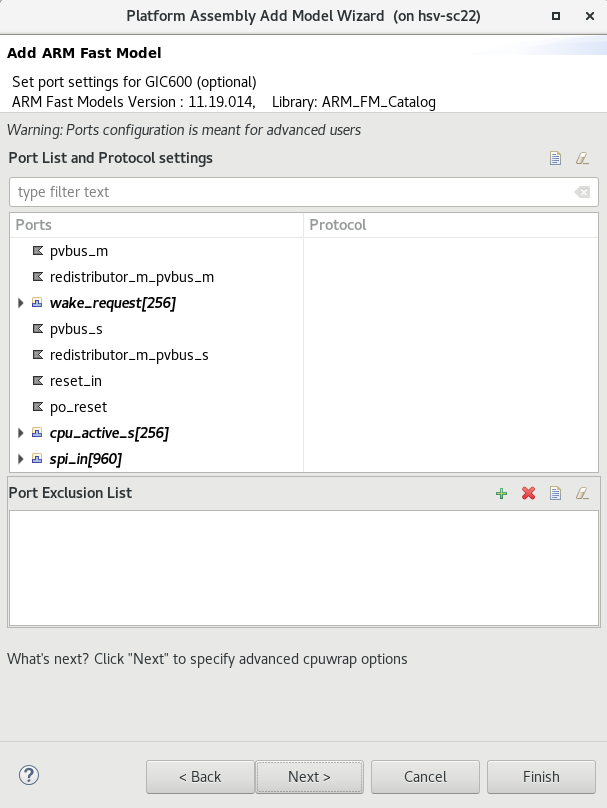 Platform Assembly Add Model Wizard  (on hsv-sc22)
Add ARM Fast Model
Set port settings for GIC600 (optional)
ARM Fast Models Version : 11.19.014,    Library: ARM_FM_Catalog
Warning: Ports configuration is meant for advanced users
Port List and Protocol settings
type filter text
Ports Protocol
pvbus_m
redistributor_m_pvbus_m
wake_request[256]
pvbus_s
redistributor_m_pvbus_s
reset_in
po_reset
cpu_active_s[256]
spi_in[960]
Port Exclusion List
What's next? Click "Next" to specify advanced cpuwrap options
? < Back Next > Cancel Finish